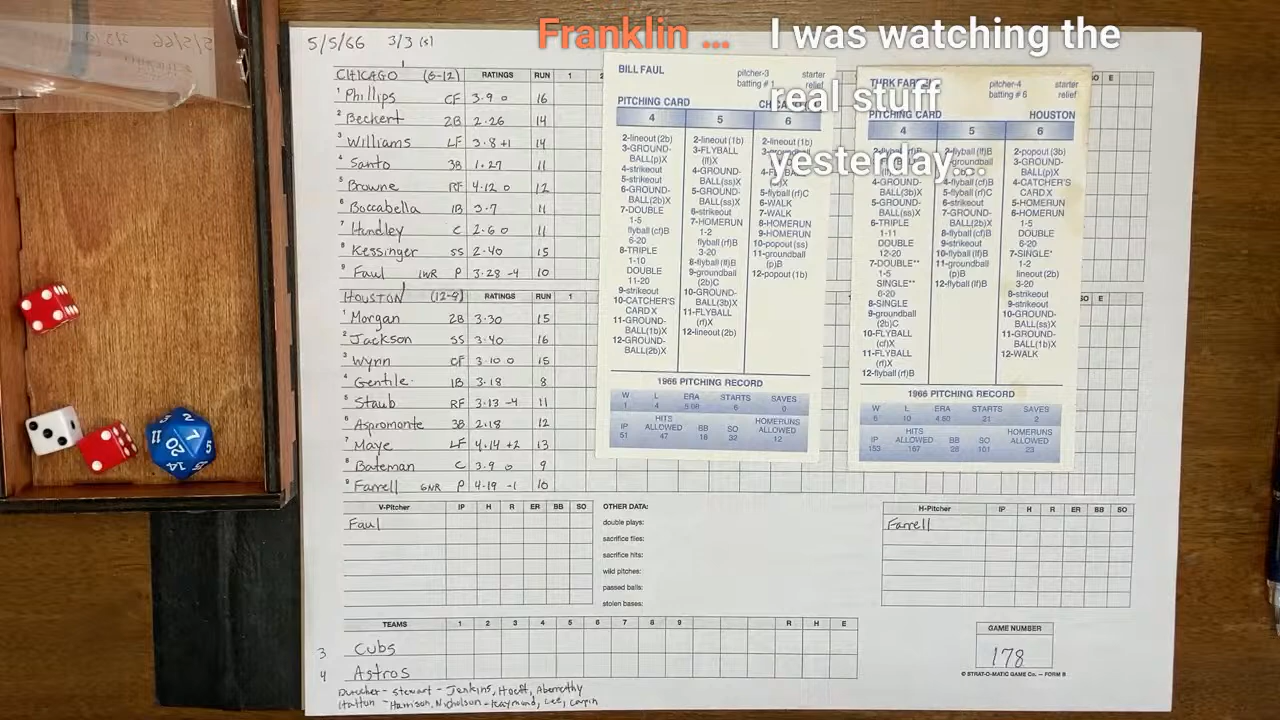 Franklin ... I was watching the
real stuff
yesterday...
5/5/66 3/3 (s)
CHICAGO (6-12) RATINGS RUN 1 2
1 Phillips CF 3-9 0 16
2 Beckert 2B 2-26 14
3 Williams LF 3-8+1 14
4 Santo 3B 1-27 11
5 Browne RF 4-12 0 12
6 Boccabella 1B 3-7 11
7 Hundley C 2-6 0 11
8 Kessinger SS 2-40 15
9 Faul 1WR P 3-28 -4 10
HOUSTON (12-9) RATINGS RUN 1
1 Morgan 2B 3-30 15
2 Jackson SS 3-40 16
3 Wynn CF 3-10 0 15
4 Gentile 1B 3-18 8
5 Staub RF 3-13 -4 11
6 Aspromonte 3B 2-18 12
7 Maye LF 4-14 +2 13
8 Bateman C 3-9 0 9
9 Farrell 6NR P 4-19 -1 10
BILL FAUL
pitcher-3 starter
batting # 1 relief
PITCHING CARD
4 5 6
2-lineout (2b)
3-GROUND-
BALL(p)X
4-strikeout
5-strikeout
6-GROUND-
BALL(2b)X
7-DOUBLE
1-5
flyball (cf)B
6-20
8-TRIPLE
1-10
DOUBLE
11-20
9-strikeout
10-CATCHER'S
CARD X
11-GROUND-
BALL(1b)X
12-GROUND-
BALL(2b)X
2-lineout (1b)
3-FLYBALL
(lf)X
4-GROUND-
BALL(ss)X
5-GROUND-
BALL(ss)X
6-strikeout
7-HOMERUN
1-2
flyball (rf)B
3-20
8-flyball (lf)B
9-groundball
(2b)C
10-GROUND-
BALL(3b)X
11-FLYBALL
(rf)X
12-lineout (2b)
2-lineout (1b)
5-flyball (rf)C
6-WALK
7-WALK
8-HOMERUN
9-HOMERUN
10-popout (ss)
11-groundball
(p)B
12-popout (1b)
1966 PITCHING RECORD
W L ERA STARTS SAVES
1 4 5.08 6 0
IP HITS ALLOWED BB SO HOMERUNS ALLOWED
51 47 18 32 12
pitcher-4 starter
batting # 6 relief
PITCHING CARD HOUSTON
4 5 6
4-GROUND-
BALL(3b)X
5-GROUND-
BALL(ss)X
6-TRIPLE
1-11
DOUBLE
12-20
7-DOUBLE**
1-5
SINGLE**
6-20
8-SINGLE
9-groundball
(2b)C
10-FLYBALL
(cf)X
11-FLYBALL
(rf)X
12-flyball (rf)B
4-flyball (cf)B
5-flyball (rf)C
6-strikeout
7-GROUND-
BALL(2b)X
8-flyball (cf)B
9-strikeout
10-flyball (lf)B
11-groundball
(p)B
12-flyball (lf)B
2-popout (3b)
3-GROUND-
BALL(p)X
4-CATCHER'S
CARD X
5-HOMERUN
6-HOMERUN
1-5
DOUBLE
6-20
7-SINGLE*
1-2
lineout (2b)
3-20
8-strikeout
9-strikeout
10-GROUND-
BALL(ss)X
11-GROUND-
BALL(1b)X
12-WALK
1966 PITCHING RECORD
W L ERA STARTS SAVES
6 10 4.60 21 2
IP HITS ALLOWED BB SO HOMERUNS ALLOWED
153 167 28 101 23
V-Pitcher IP H R ER BB SO
Faul
OTHER DATA:
double plays:
sacrifice flies:
sacrifice hits:
wild pitches:
passed balls:
stolen bases:
H-Pitcher IP H R ER BB SO
Farrell
TEAMS 1 2 3 4 5 6 7 8 9 R H E
3 Cubs
4 Astros
GAME NUMBER
178
© STRAT-O-MATIC GAME Co. — FORM B
Durocher - Stewart - Jenkins, Hoeft, Abernethy
Hatton - Harrison, Nicholson - Raymond, Lee, Carpin